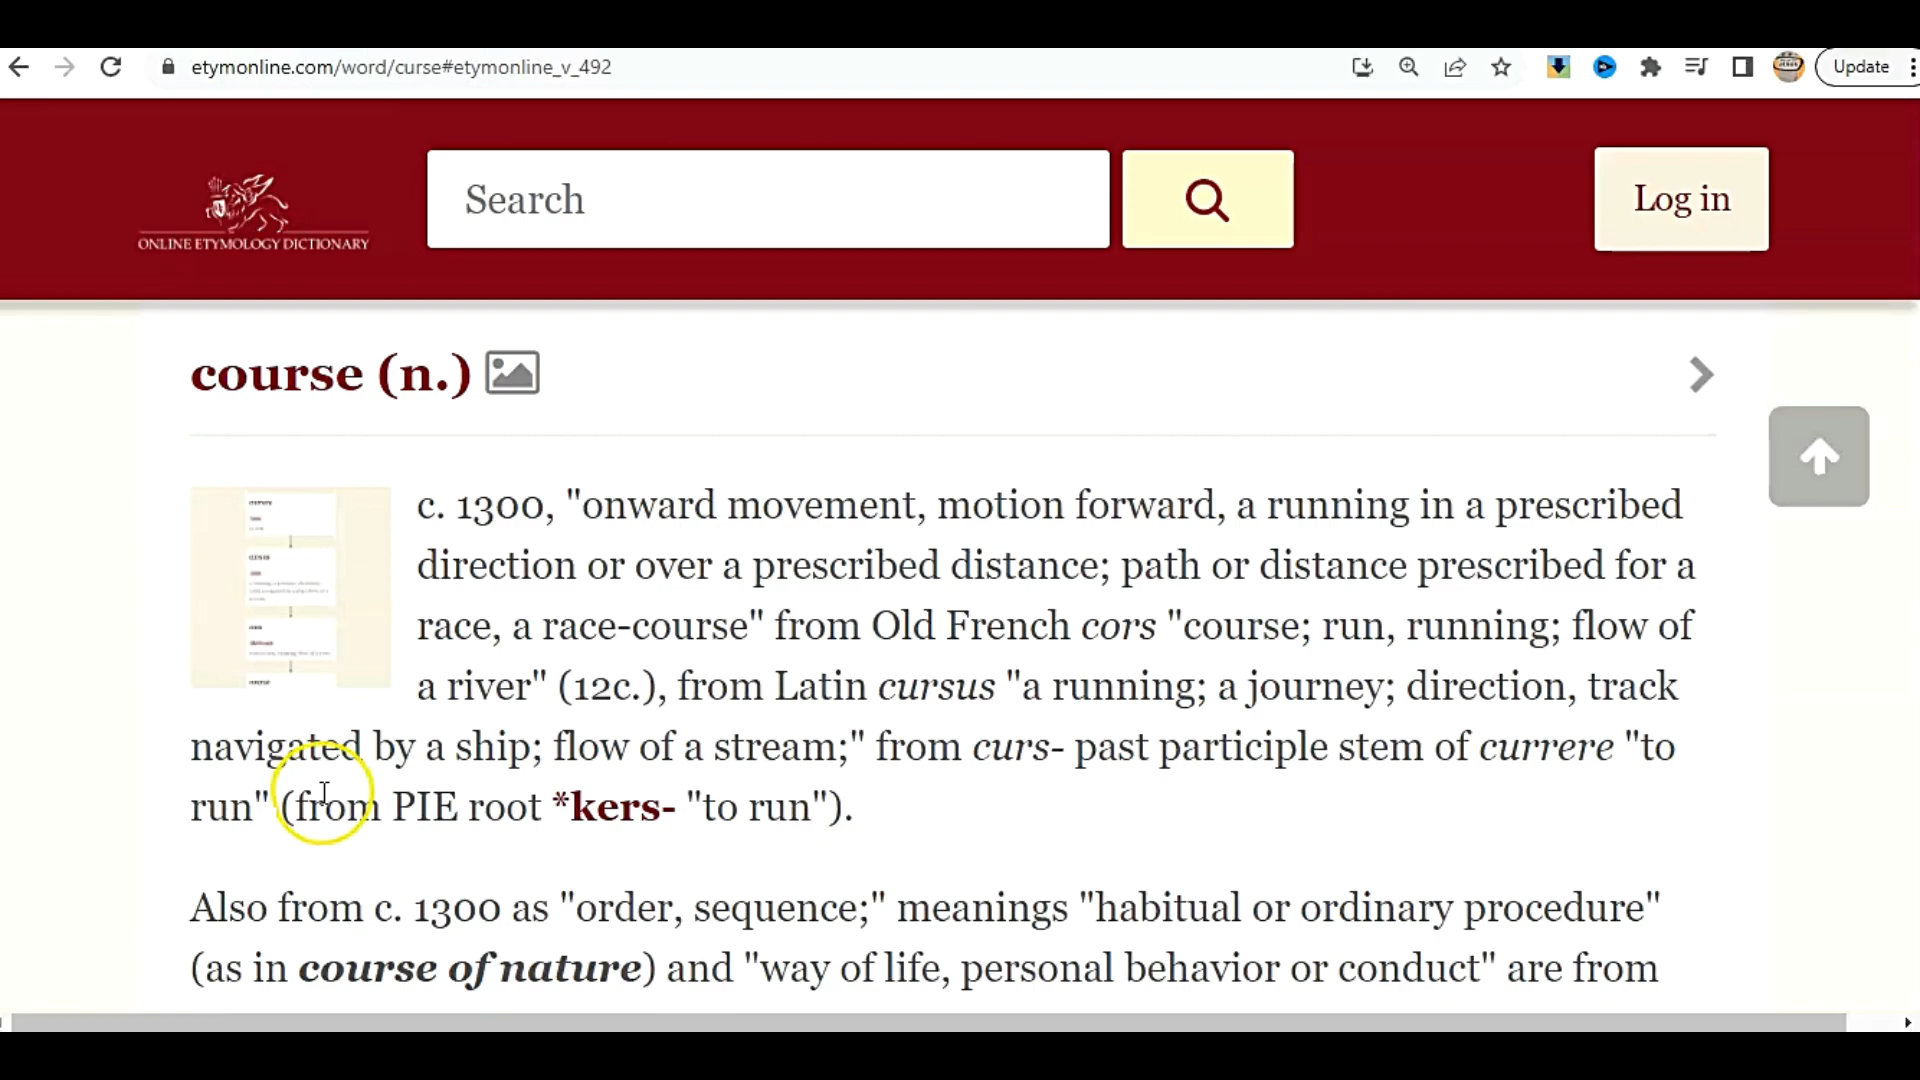 etymonline.com/word/curse#etymonline_v_492
Update
ONLINE ETYMOLOGY DICTIONARY
Search
Log in
course (n.)
c. 1300, "onward movement, motion forward, a running in a prescribed
direction or over a prescribed distance; path or distance prescribed for a
race, a race-course" from Old French cors "course; run, running; flow of
a river" (12c.), from Latin cursus "a running; a journey; direction, track
navigated by a ship; flow of a stream;" from curs- past participle stem of currere "to
run" (from PIE root *kers- "to run").
Also from c. 1300 as "order, sequence;" meanings "habitual or ordinary procedure"
(as in course of nature) and "way of life, personal behavior or conduct" are from